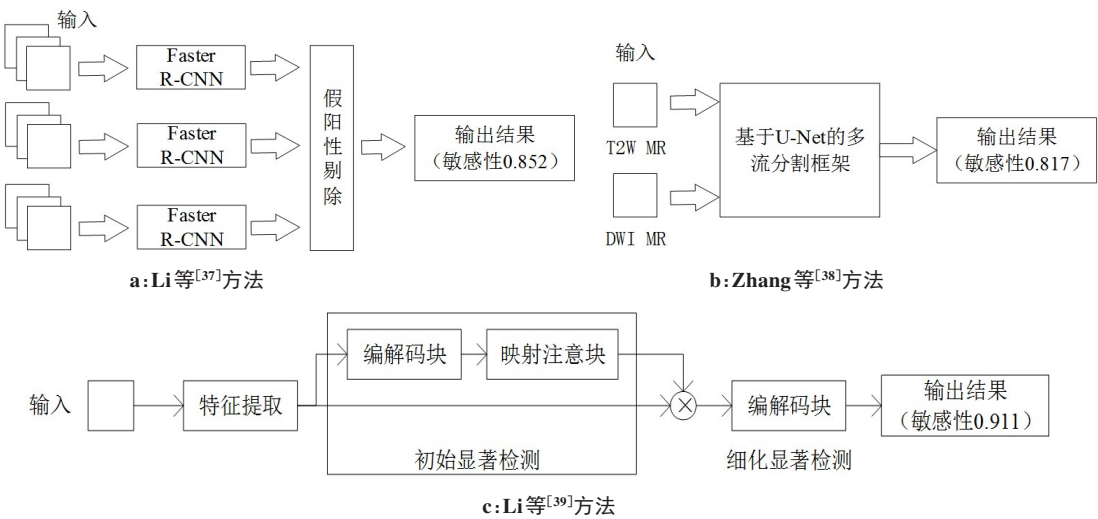 输入
Faster
R-CNN
Faster
R-CNN
Faster
R-CNN
假
阳
性
剔
除
输出结果
（敏感性0.852）
a:Li等[37]方法
输入
T2W MR
DWI MR
基于U-Net的多
流分割框架
输出结果
（敏感性0.817）
b:Zhang等[38]方法
输入
特征提取
编解码块
映射注意块
初始显著检测
编解码块
细化显著检测
输出结果
（敏感性0.911）
c:Li等[39]方法